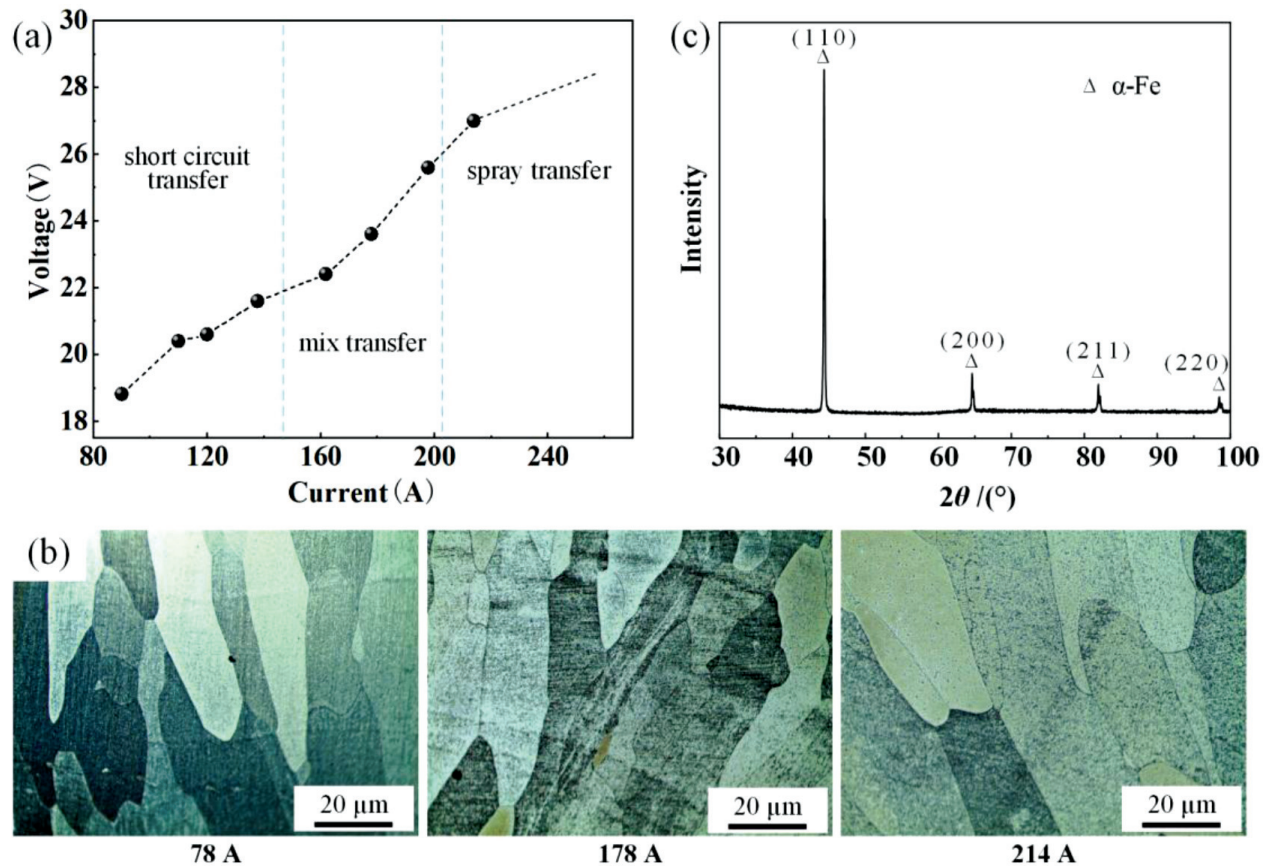 (a)
30
28
26
24
22
20
18
Voltage (V)
short circuit
transfer
mix transfer
spray transfer
80 120 160 200 240
Current (A)
(c)
(110)
Δ
Δ α-Fe
(200)
Δ
(211)
Δ
(220)
Δ
Intensity
30 40 50 60 70 80 90 100
2θ /(°)
(b)
20 μm
20 μm
20 μm
78 A
178 A
214 A